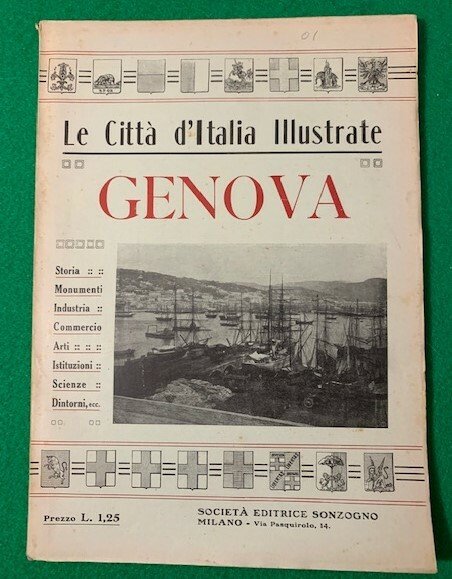 01
Le Città d'Italia Illustrate
GENOVA
Storia :: ::
Monumenti
Industria ::
Commercio
Arti :: :: ::
Istituzioni ::
Scienze ::
Dintorni, ecc.
Prezzo L. 1,25
SOCIETÀ EDITRICE SONZOGNO
MILANO - Via Pasquirolo, 14.